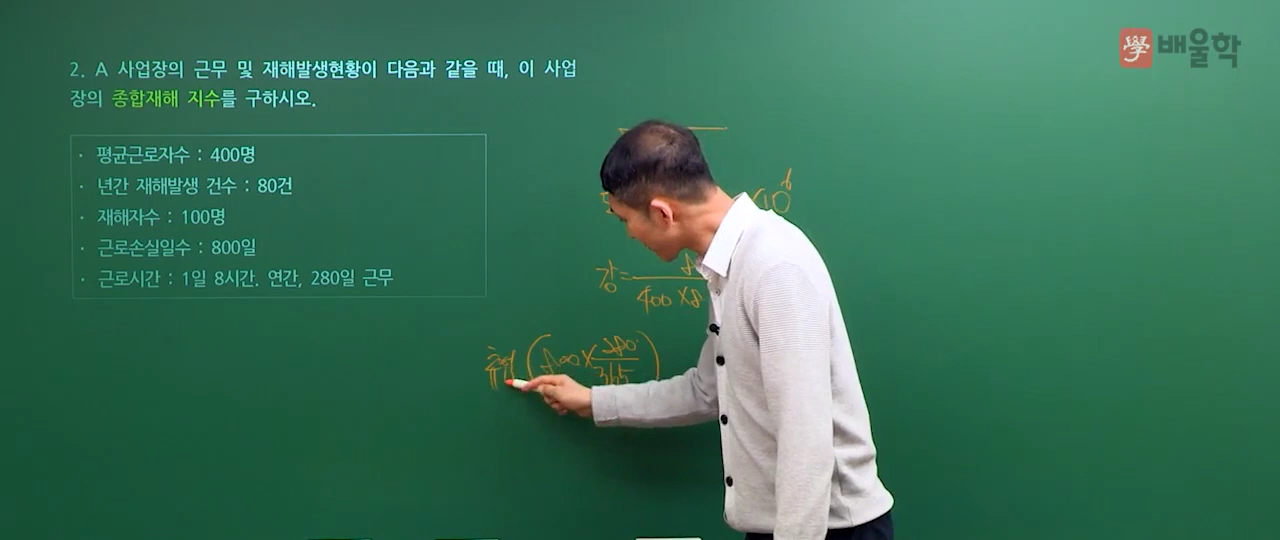 學 배울학
2. A 사업장의 근무 및 재해발생현황이 다음과 같을 때, 이 사업
장의 종합재해 지수를 구하시오.
· 평균근로자수 : 400명
· 년간 재해발생 건수 : 80건
· 재해자수 : 100명
· 근로손실일수 : 800일
· 근로시간 : 1일 8시간. 연간, 280일 근무
×10⁶
강=
400 ×8
800 × 280
365